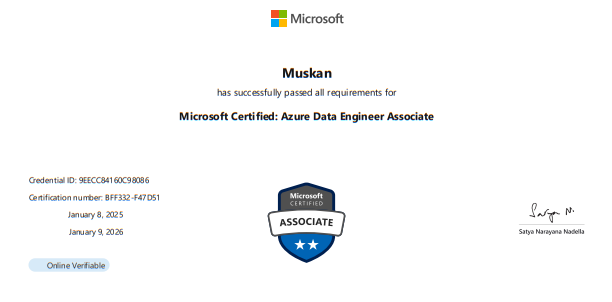 Microsoft
Muskan
has successfully passed all requirements for
Microsoft Certified: Azure Data Engineer Associate
Credential ID: 9EECC84160C98086
Certification number: BFF332-F47D51
January 8, 2025
January 9, 2026
Online Verifiable
Microsoft
CERTIFIED
ASSOCIATE
Satya N.
Satya Narayana Nadella